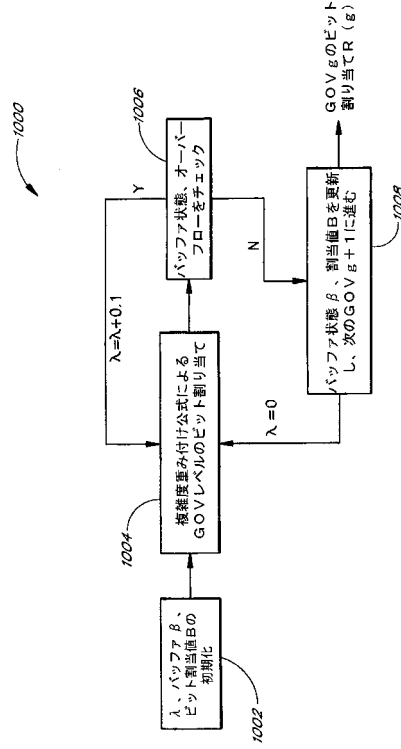 1000
λ、バッファβ、
ビット割当値Bの
初期化
1002
複雑度重み付け公式による
GOVレベルのビット割り当て
1004
λ=λ+0.1
Y
バッファ状態、オーバー
フローをチェック
1006
N
λ=0
バッファ状態β、割当値Bを更新
し、次のGOVg+1に進む
1008
GOVgのビット
割り当てR(g)